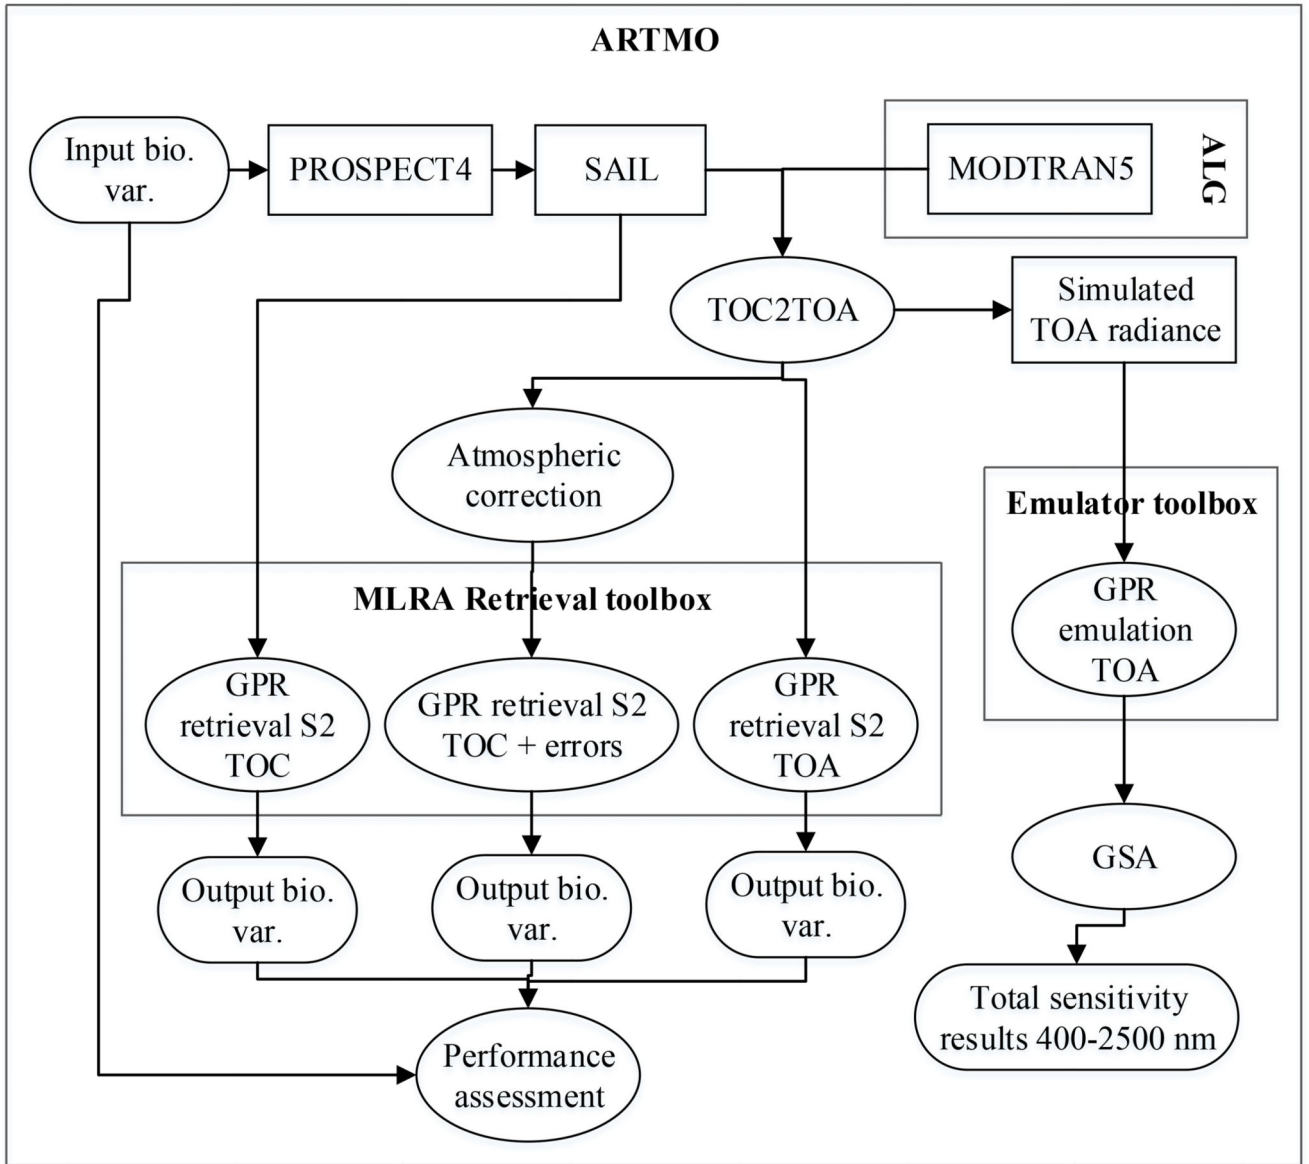 ARTMO
Input bio.
var.
PROSPECT4
SAIL
MODTRAN5
ALG
TOC2TOA
Simulated
TOA radiance
Atmospheric
correction
Emulator toolbox
GPR
emulation
TOA
MLRA Retrieval toolbox
GPR
retrieval S2
TOC
GPR retrieval S2
TOC + errors
GPR
retrieval S2
TOA
GSA
Output bio.
var.
Output bio.
var.
Output bio.
var.
Total sensitivity
results 400-2500 nm
Performance
assessment